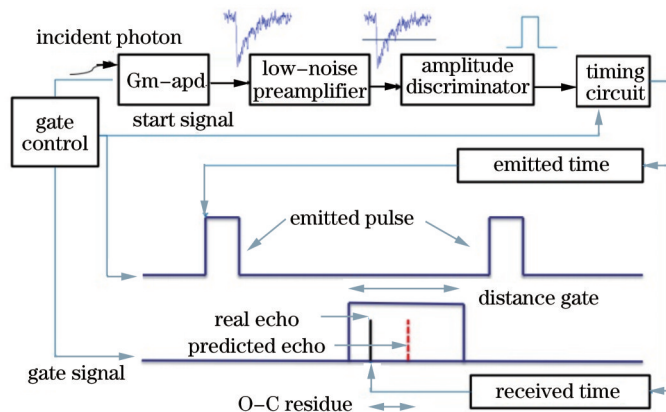 incident photon
Gm-apd
low-noise
preamplifier
amplitude
discriminator
timing
circuit
gate
control
start signal
emitted time
emitted pulse
distance gate
real echo
predicted echo
gate signal
received time
O-C residue